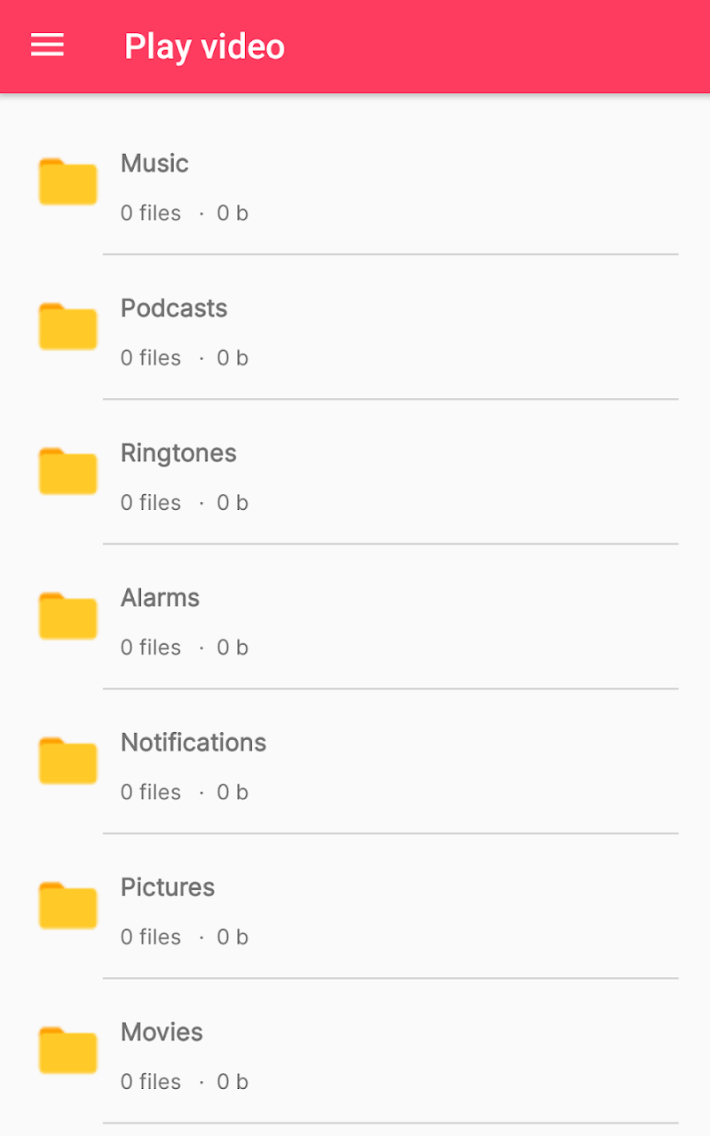 Play video
Music
0 files · 0 b
Podcasts
0 files · 0 b
Ringtones
0 files · 0 b
Alarms
0 files · 0 b
Notifications
0 files · 0 b
Pictures
0 files · 0 b
Movies
0 files · 0 b